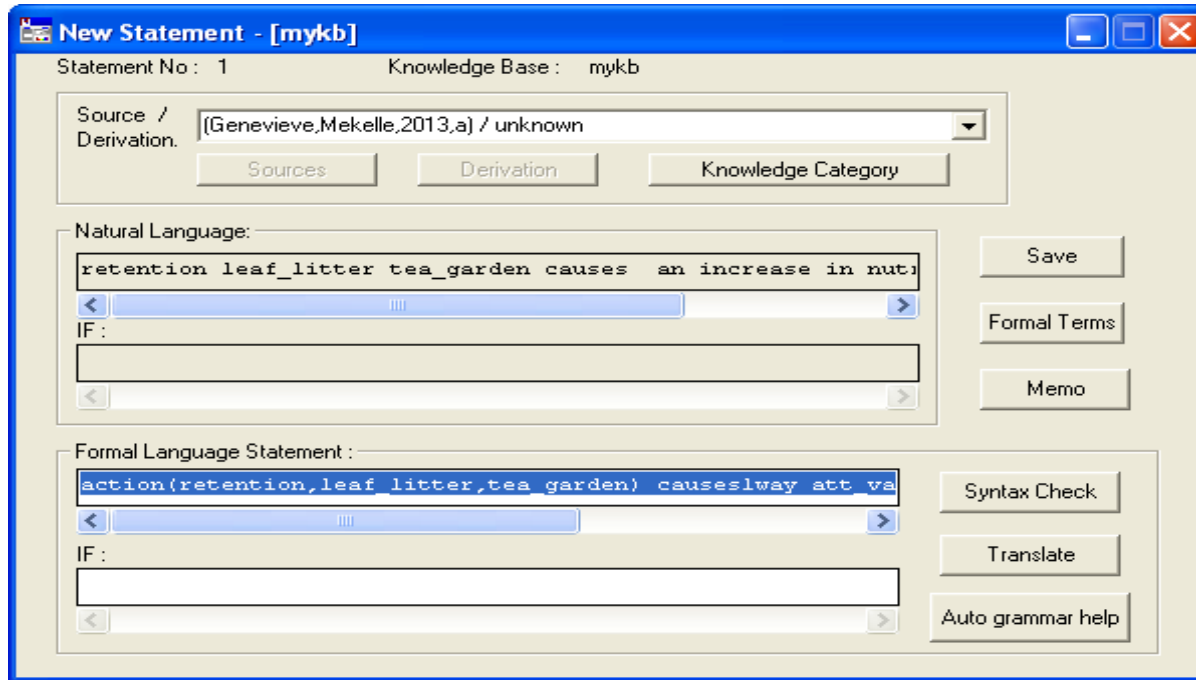 New Statement - [mykb]
Statement No : 1 Knowledge Base : mykb
Source / Derivation.
(Genevieve,Mekelle,2013,a) / unknown
Sources Derivation Knowledge Category
Natural Language:
retention leaf_litter tea_garden causes an increase in
IF :
Save
Formal Terms
Memo
Formal Language Statement :
action(retention,leaf_litter,tea_garden) causes1way att_va
IF :
Syntax Check
Translate
Auto grammar help